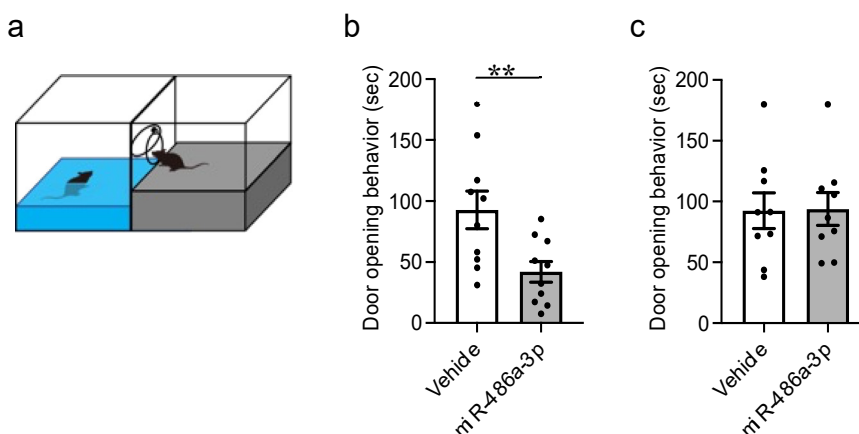 a
b
c
Door opening behavior (sec)
200
150
100
50
0
**
Vehicle
miR-486a-3p
Door opening behavior (sec)
200
150
100
50
0
Vehicle
miR-486a-3p